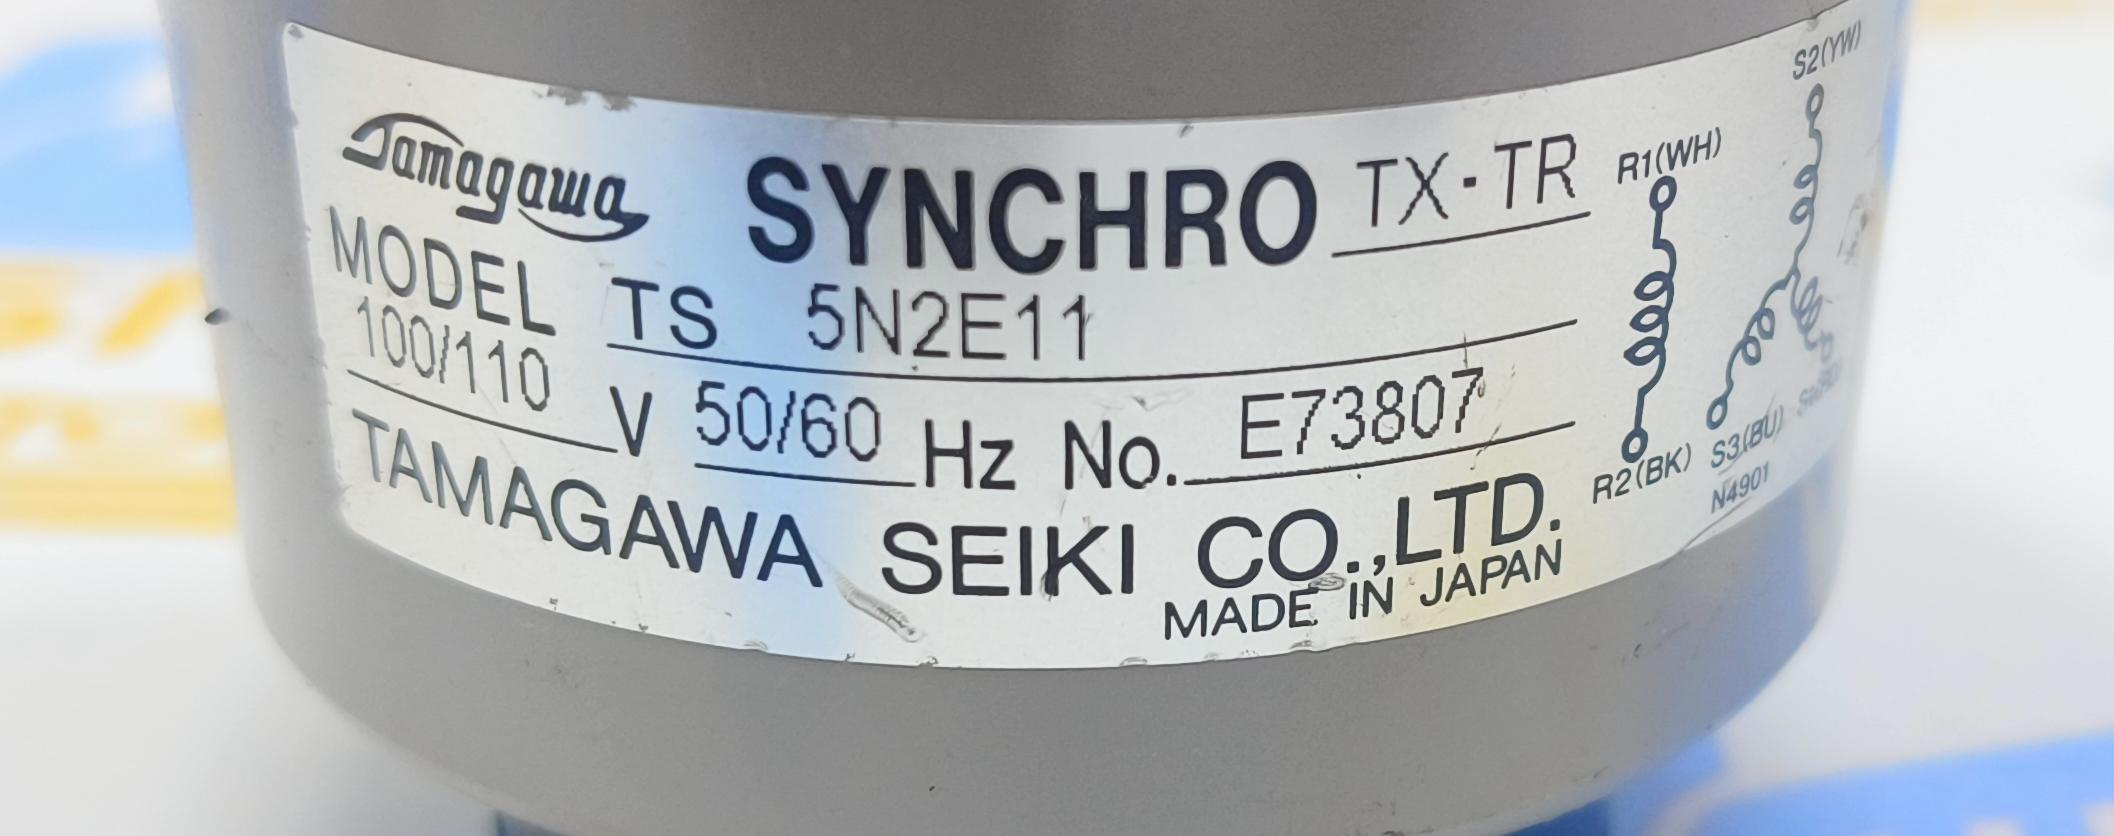 Tamagawa SYNCHRO TX-TR
MODEL TS 5N2E11
100/110 V 50/60 Hz No. E73807
TAMAGAWA SEIKI CO.,LTD.
MADE IN JAPAN
R1(WH)
S2(YW)
R2(BK)
S3(BU)
N4901